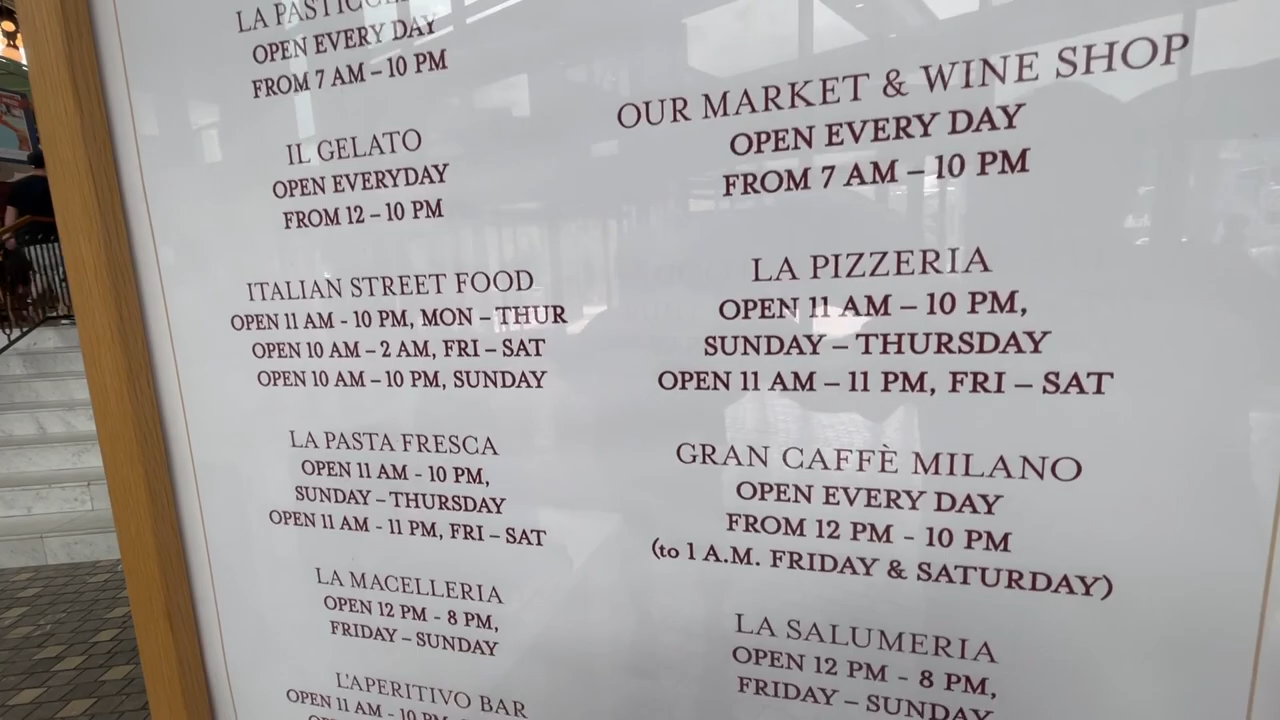 LA
OPEN EVERY DAY
FROM 7 AM – 10 PM
IL GELATO
OPEN EVERYDAY
FROM 12 – 10 PM
ITALIAN STREET FOOD
OPEN 11 AM - 10 PM, MON – THUR
OPEN 10 AM – 2 AM, FRI – SAT
OPEN 10 AM – 10 PM, SUNDAY
LA PASTA FRESCA
OPEN 11 AM - 10 PM,
SUNDAY – THURSDAY
OPEN 11 AM - 11 PM, FRI – SAT
LA MACELLERIA
OPEN 12 PM - 8 PM,
FRIDAY – SUNDAY
L'APERITIVO BAR
OPEN 11 AM - 10 PM
OUR MARKET & WINE SHOP
OPEN EVERY DAY
FROM 7 AM – 10 PM
LA PIZZERIA
OPEN 11 AM – 10 PM,
SUNDAY – THURSDAY
OPEN 11 AM – 11 PM, FRI – SAT
GRAN CAFFÈ MILANO
OPEN EVERY DAY
FROM 12 PM - 10 PM
(to 1 A.M. FRIDAY & SATURDAY)
LA SALUMERIA
OPEN 12 PM - 8 PM,
FRIDAY – SUNDAY